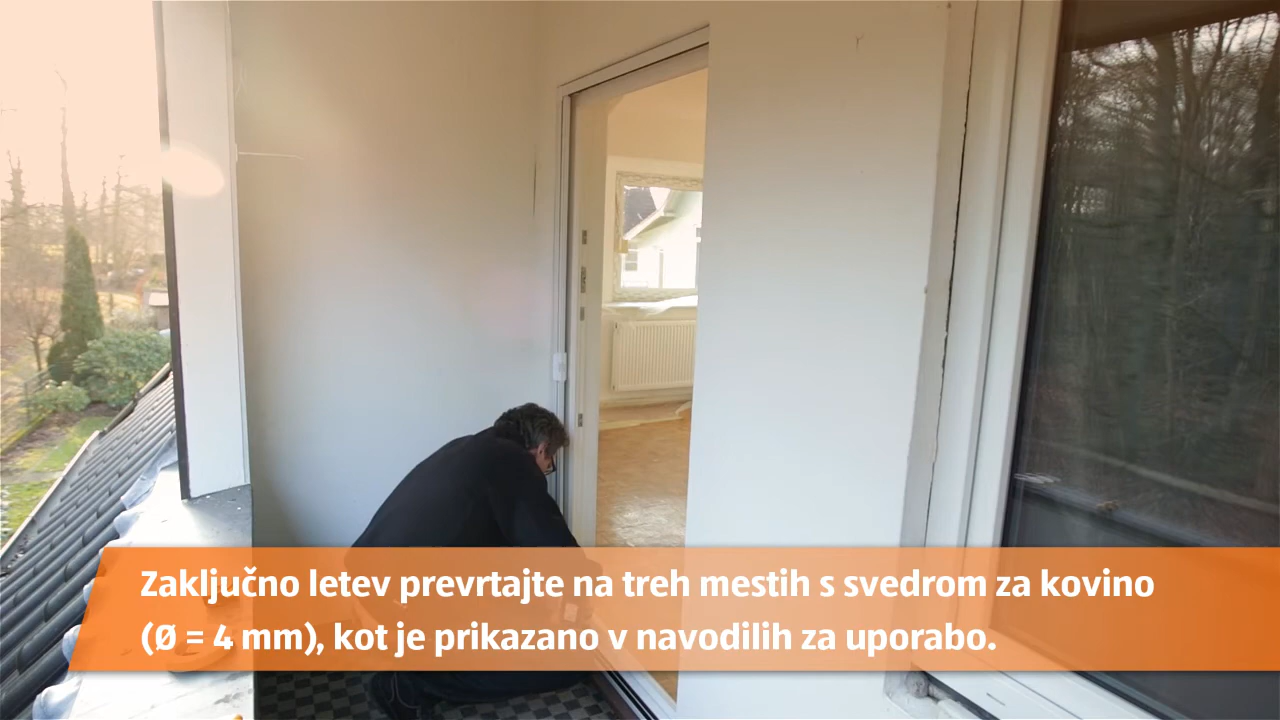 Zaključno letev prevrtajte na treh mestih s svedrom za kovino
(Ø = 4 mm), kot je prikazano v navodilih za uporabo.